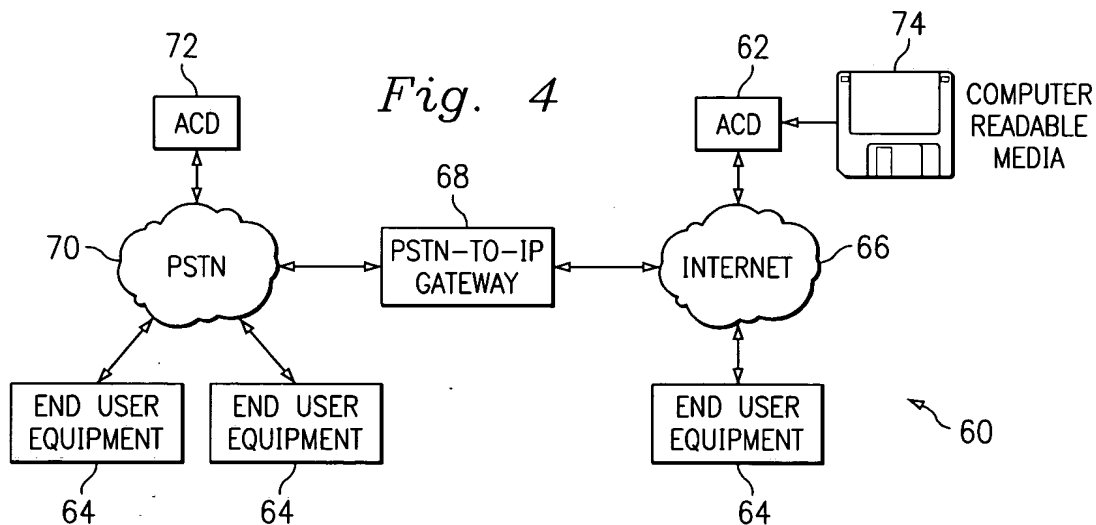 72
Fig. 4
62
74
ACD
ACD
COMPUTER
READABLE
MEDIA
68
70
PSTN
PSTN-TO-IP
GATEWAY
INTERNET
66
END USER
EQUIPMENT
END USER
EQUIPMENT
END USER
EQUIPMENT
60
64
64
64